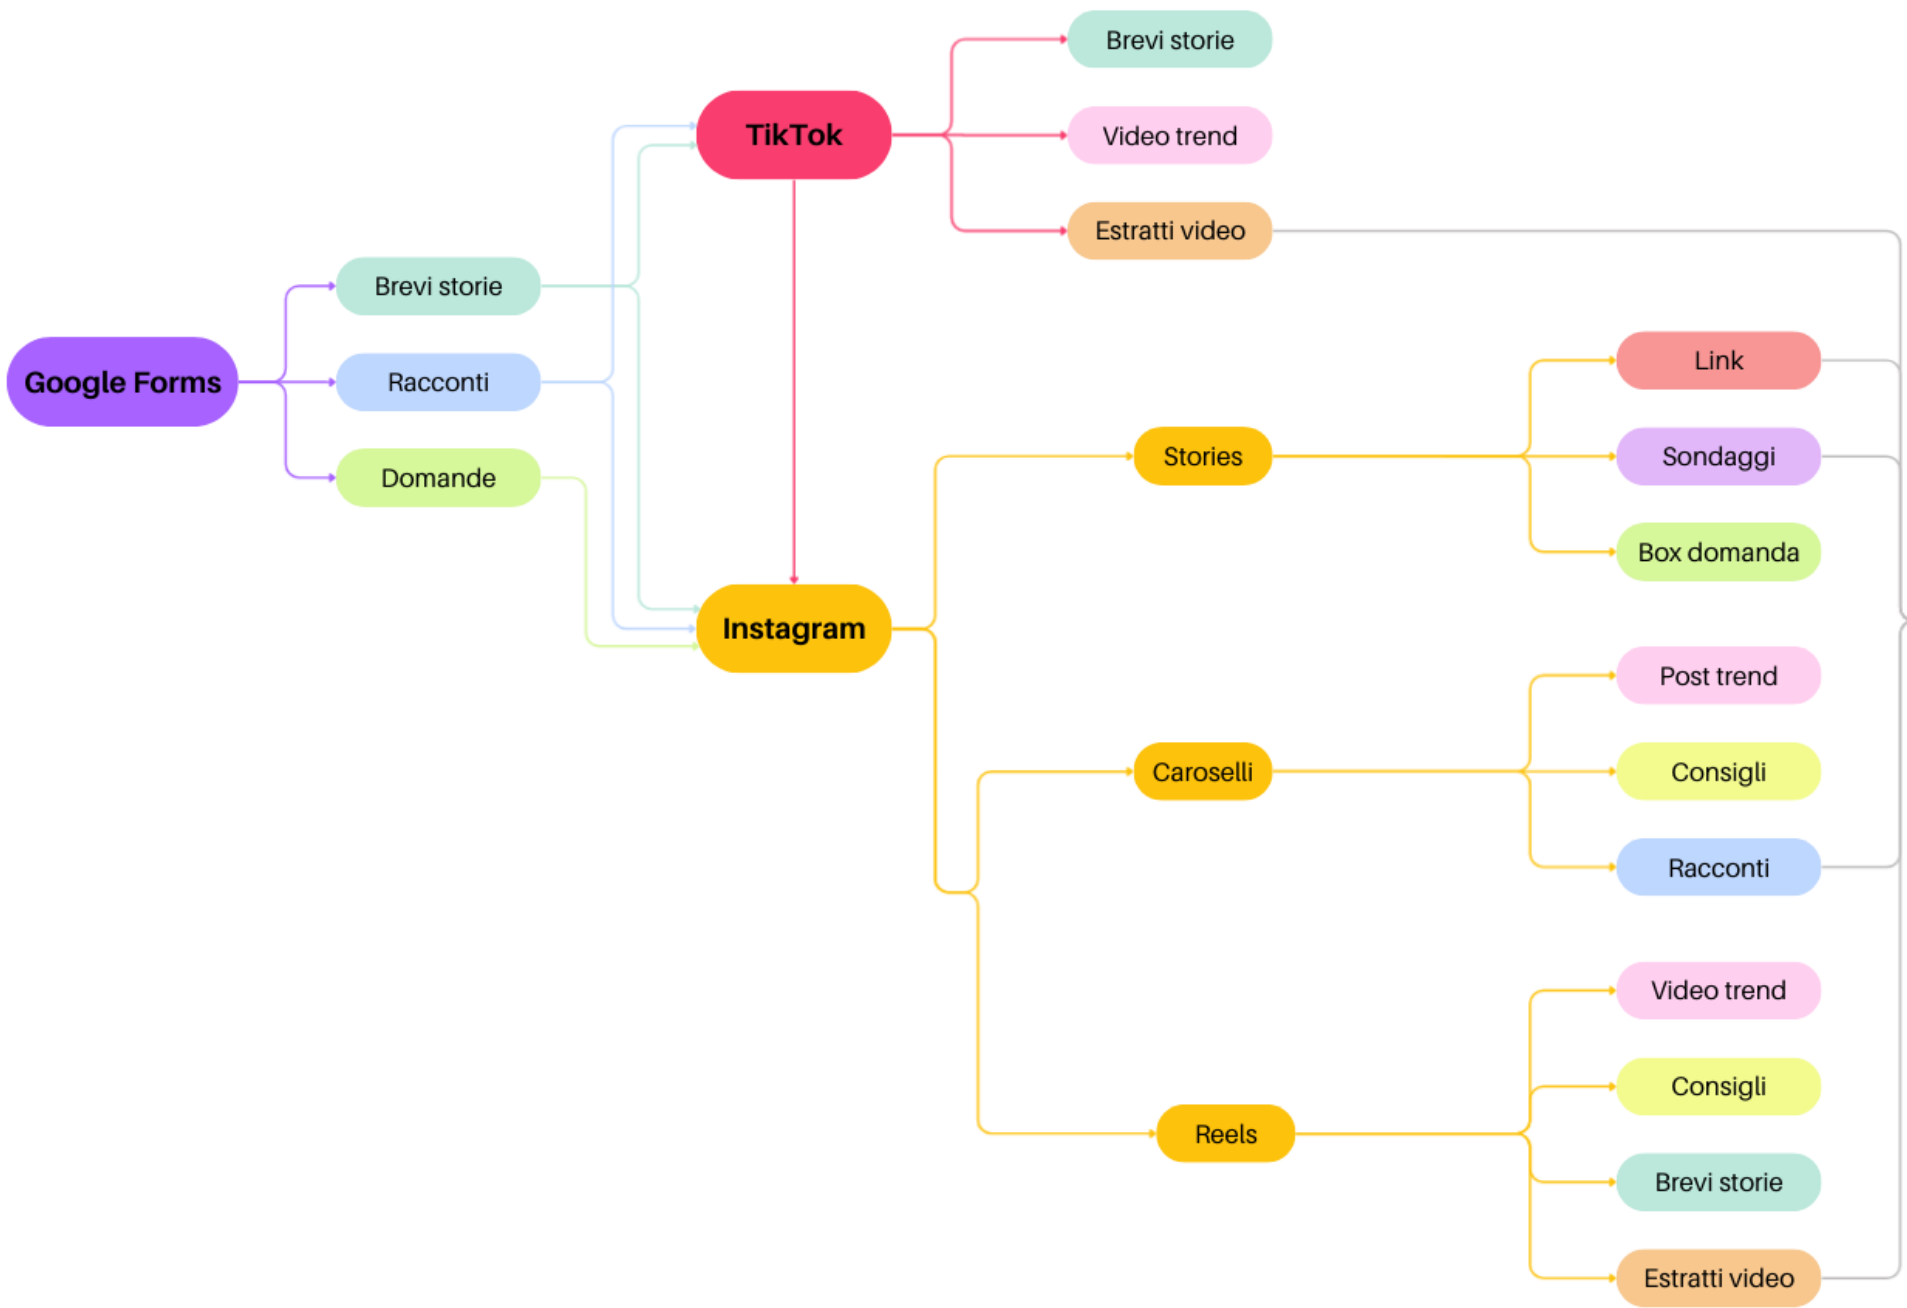 Google Forms
Brevi storie
Racconti
Domande
TikTok
Instagram
Brevi storie
Video trend
Estratti video
Stories
Caroselli
Reels
Link
Sondaggi
Box domanda
Post trend
Consigli
Racconti
Video trend
Consigli
Brevi storie
Estratti video